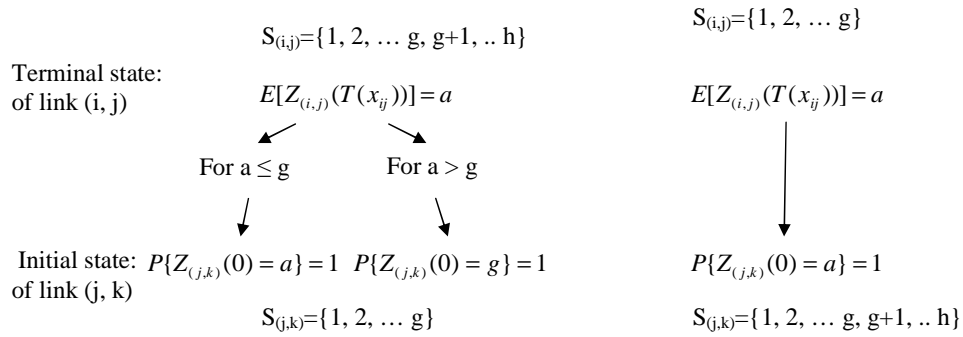 S(i,j)={1, 2, … g, g+1, .. h}
S(i,j)={1, 2, … g}
Terminal state:
of link (i, j)
E[Z(i,j)(T(xij))] = a
E[Z(i,j)(T(xij))] = a
For a ≤ g
For a > g
Initial state:
of link (j, k)
P{Z(j,k)(0) = a} = 1
P{Z(j,k)(0) = g} = 1
P{Z(j,k)(0) = a} = 1
S(j,k)={1, 2, … g}
S(j,k)={1, 2, … g, g+1, .. h}